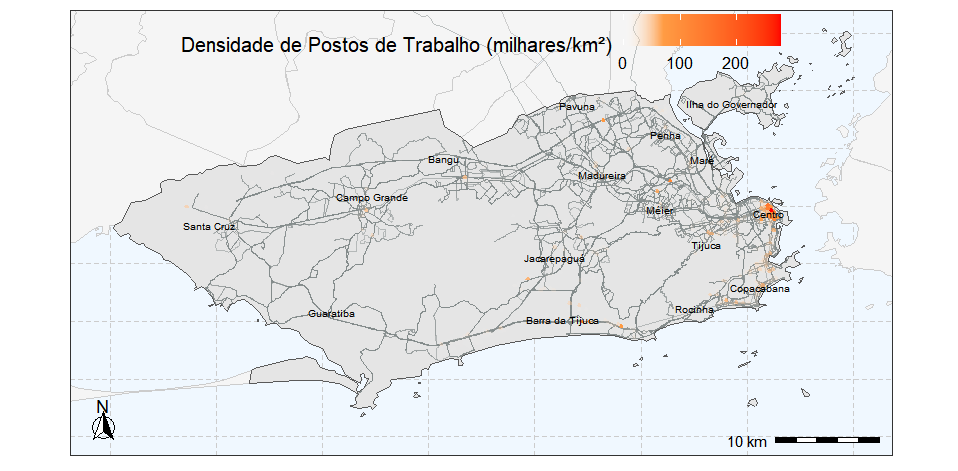 Densidade de Postos de Trabalho (milhares/km²)
0 100 200
Ilha do Governador
Pavuna
Penha
Bangu
Maré
Madureira
Campo Grande
Méier
Centro
Santa Cruz
Tijuca
Jacarepaguá
Copacabana
Guaratiba
Rocinha
Barra da Tijuca
N
10 km